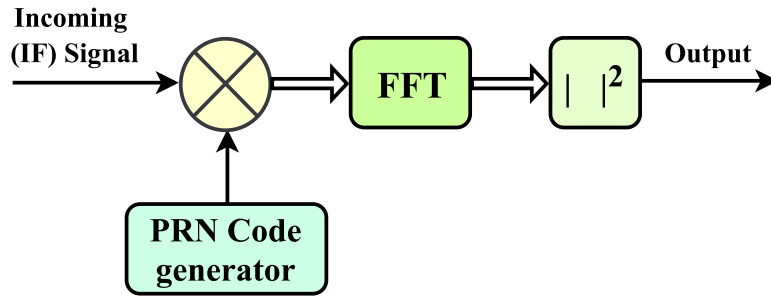 Incoming
(IF) Signal
FFT
| |²
Output
PRN Code
generator